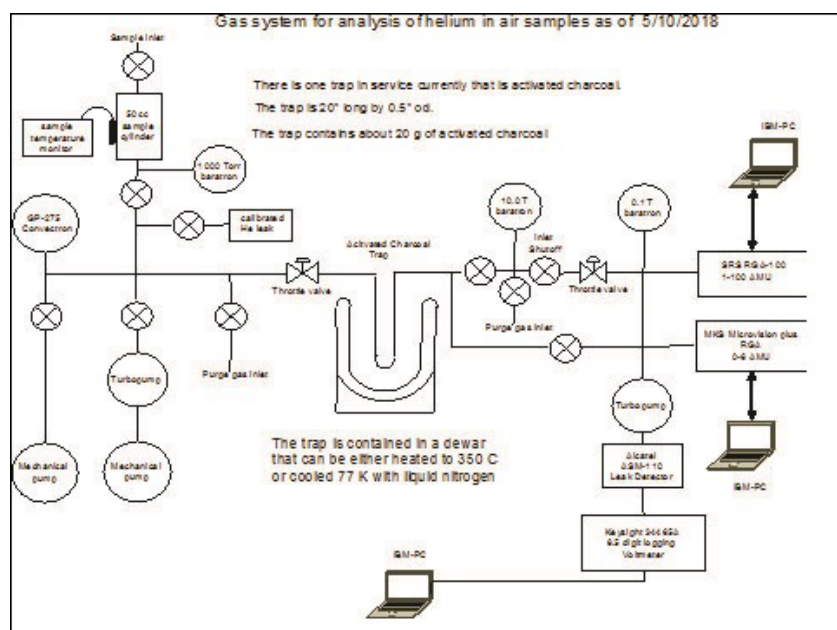 Gas system for analysis of helium in air samples as of 5/10/2018
Sample Inlet
There is one trap in service currently that is activated charcoal.
The trap is 20" long by 0.5" od.
The trap contains about 20 g of activated charcoal
50 cc
sample
cylinder
sample
temperature
monitor
1000 Torr
baratron
IBM-PC
GP-275
Convectron
calibrated
He leak
Activated Charcoal
Trap
10.0 T
baratron
Inlet
Shutoff
0.1 T
baratron
SRS RGA-100
1-100 AMU
Throttle valve
Throttle valve
Purge gas Inlet
Purge gas Inlet
MKS Microvision plus
RGA
0-6 AMU
Turbopump
Turbopump
Mechanical
pump
Mechanical
pump
The trap is contained in a dewar
that can be either heated to 350 C
or cooled 77 K with liquid nitrogen
Alcatel
ASM-110
Leak Detector
IBM-PC
Keysight 34465A
6.5 digit logging
Voltmeter
IBM-PC